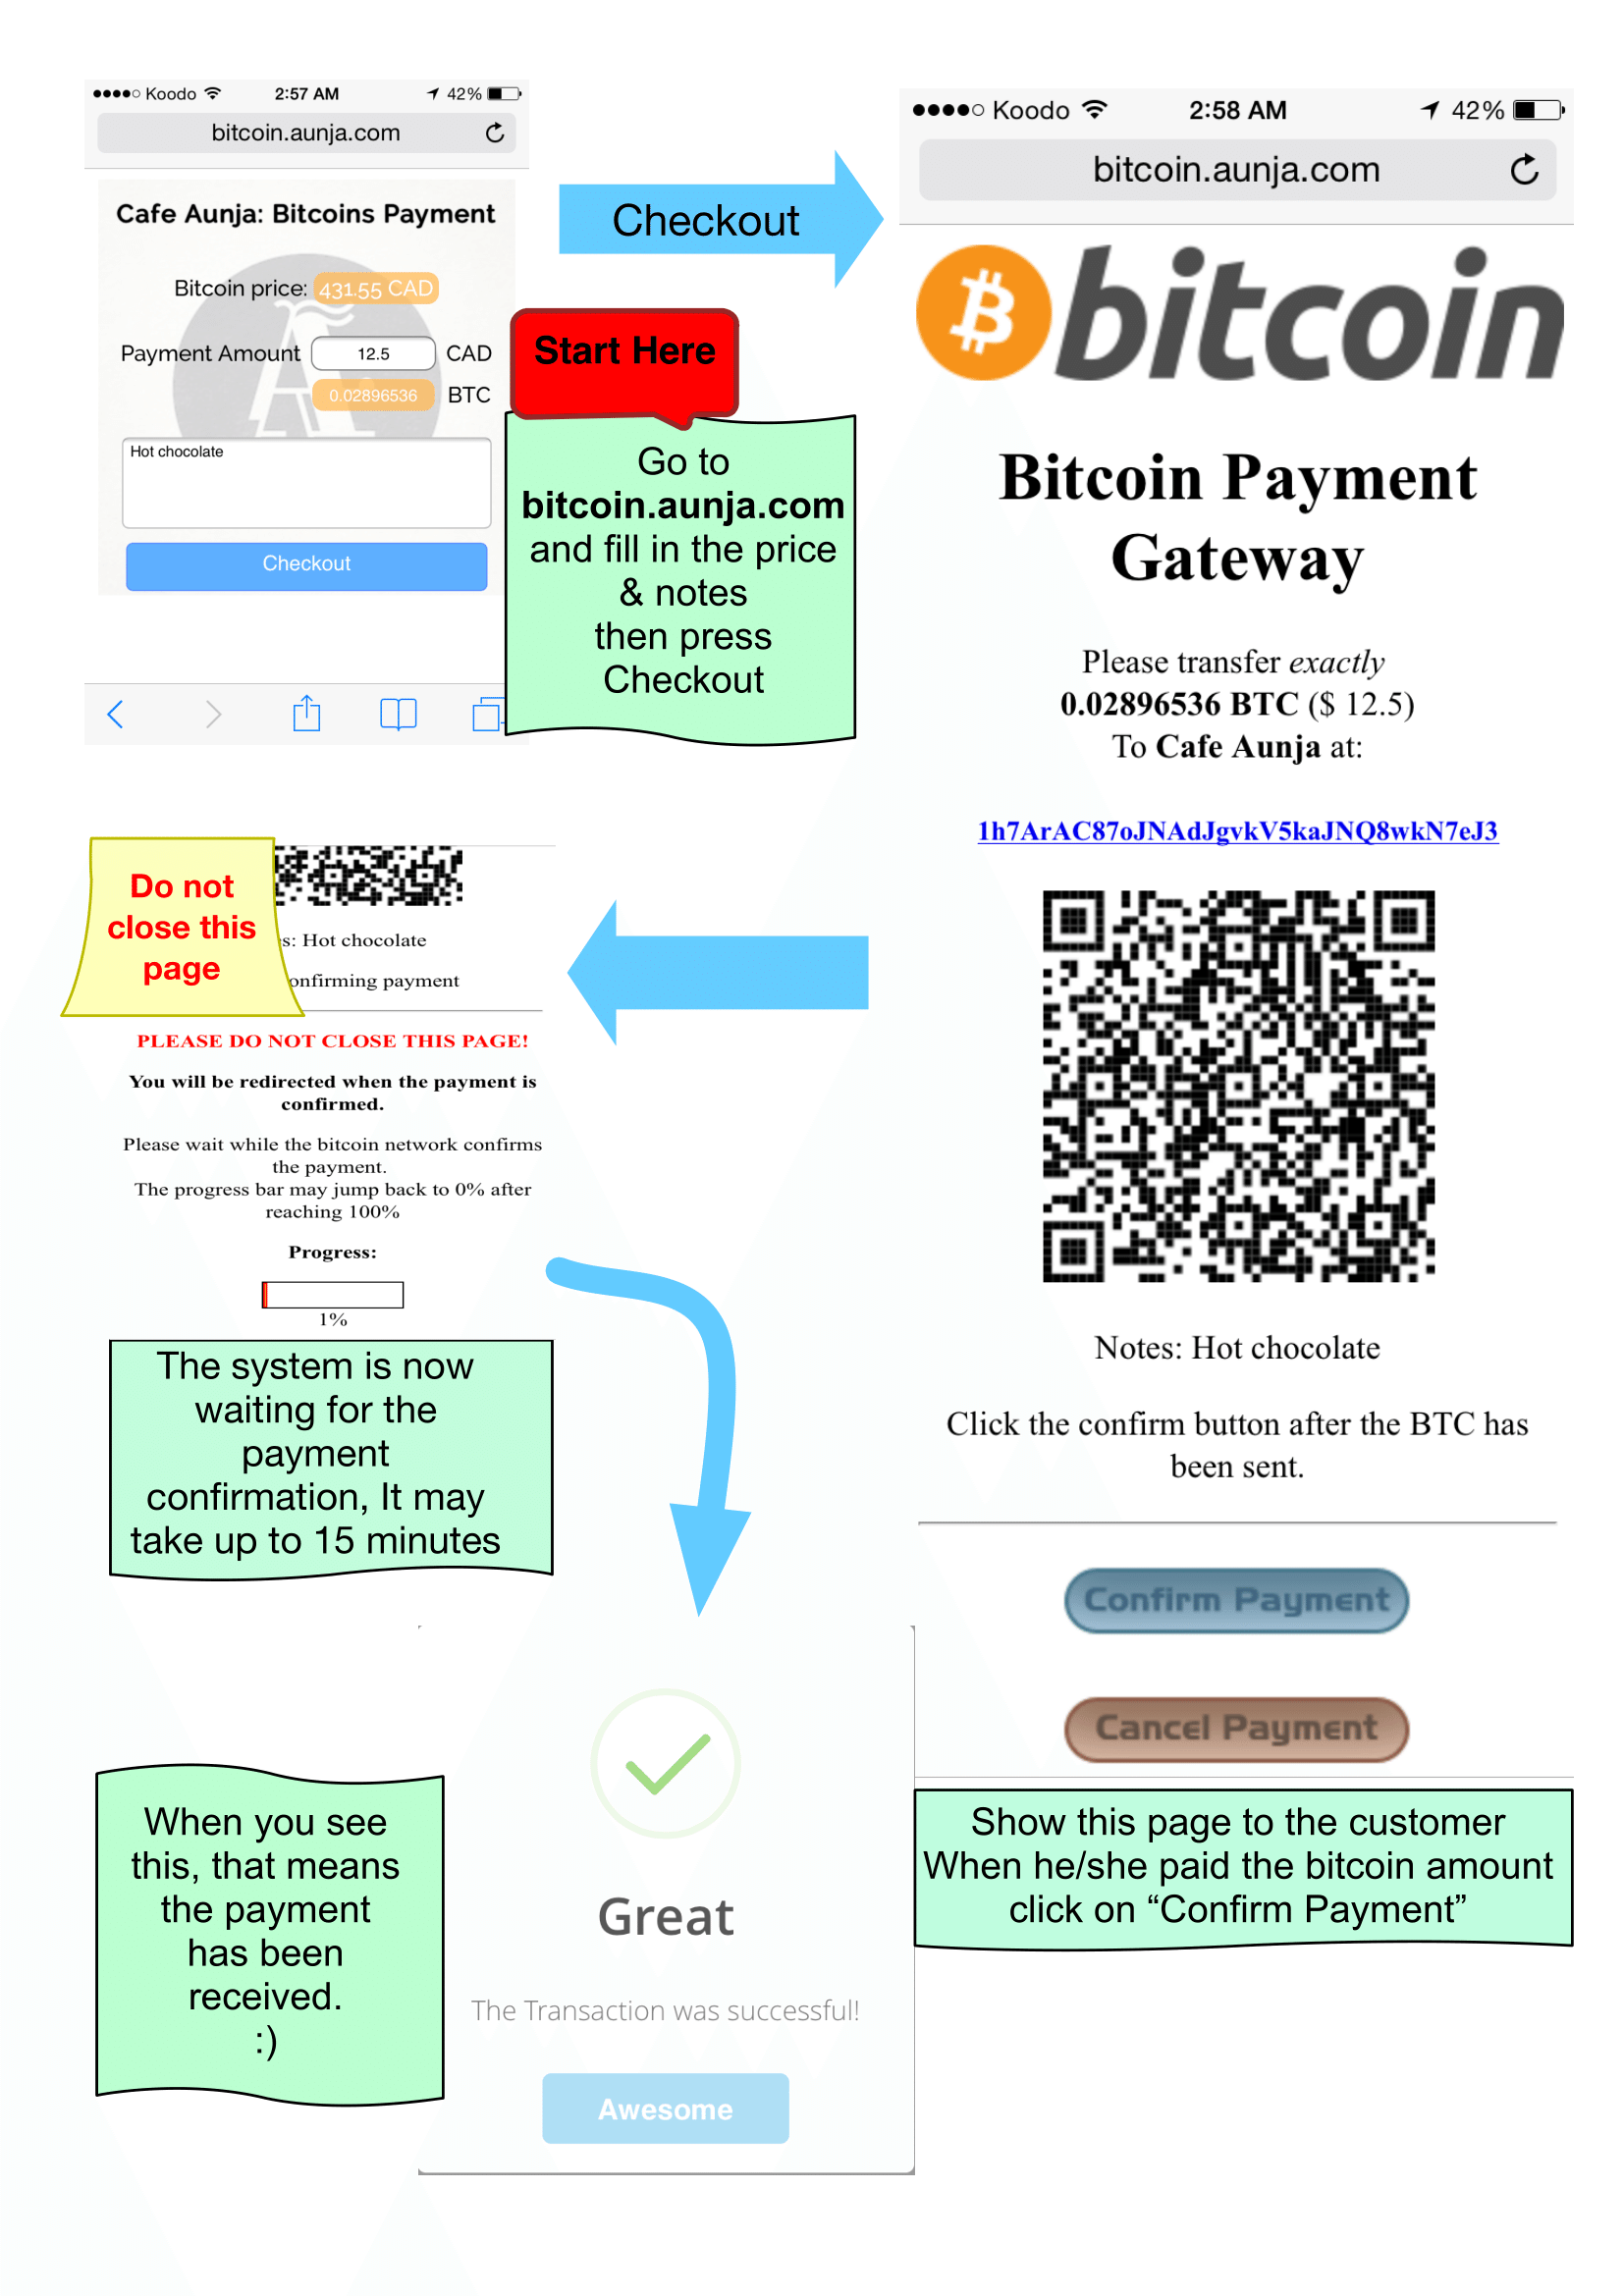 Koodo 2:57 AM 42%
bitcoin.aunja.com
Cafe Aunja: Bitcoins Payment
Bitcoin price: 431.55 CAD
Payment Amount 12.5 CAD
0.02896536 BTC
Hot chocolate
Checkout
Checkout
Start Here
Go to
bitcoin.aunja.com
and fill in the price
& notes
then press
Checkout
Koodo 2:58 AM 42%
bitcoin.aunja.com
bitcoin
Bitcoin Payment
Gateway
Please transfer exactly
0.02896536 BTC ($ 12.5)
To Cafe Aunja at:
1h7ArAC87oJNAdJgvkV5kaJNQ8wkN7eJ3
Notes: Hot chocolate
Click the confirm button after the BTC has
been sent.
Confirm Payment
Cancel Payment
Show this page to the customer
When he/she paid the bitcoin amount
click on “Confirm Payment”
Do not
close this
page
s: Hot chocolate
onfirming payment
PLEASE DO NOT CLOSE THIS PAGE!
You will be redirected when the payment is
confirmed.
Please wait while the bitcoin network confirms
the payment.
The progress bar may jump back to 0% after
reaching 100%
Progress:
1%
The system is now
waiting for the
payment
confirmation, It may
take up to 15 minutes
When you see
this, that means
the payment
has been
received.
:)
Great
The Transaction was successful!
Awesome